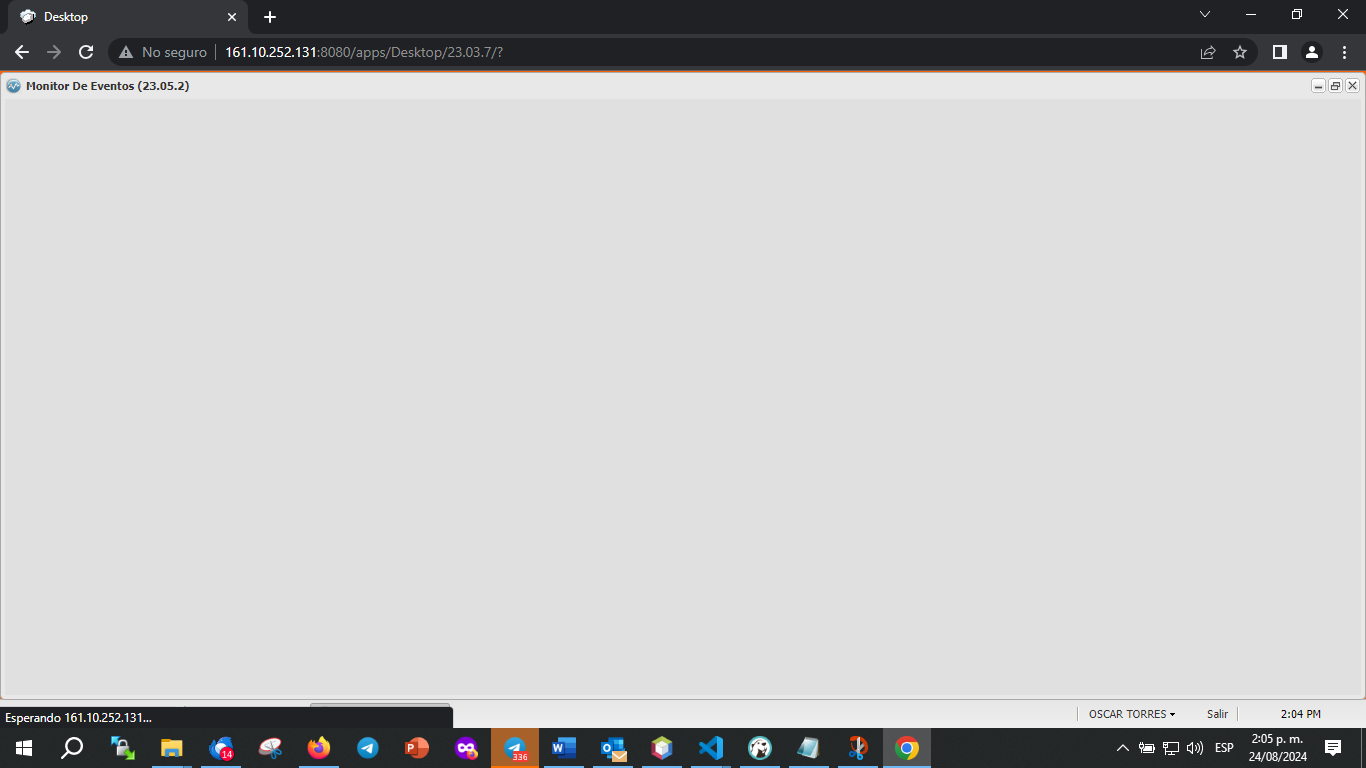 Desktop
No seguro
161.10.252.131:8080/apps/Desktop/23.03.7/?
Monitor De Eventos (23.05.2)
Esperando 161.10.252.131...
OSCAR TORRES
Salir
2:04 PM
14
336
ESP
2:05 p. m.
24/08/2024